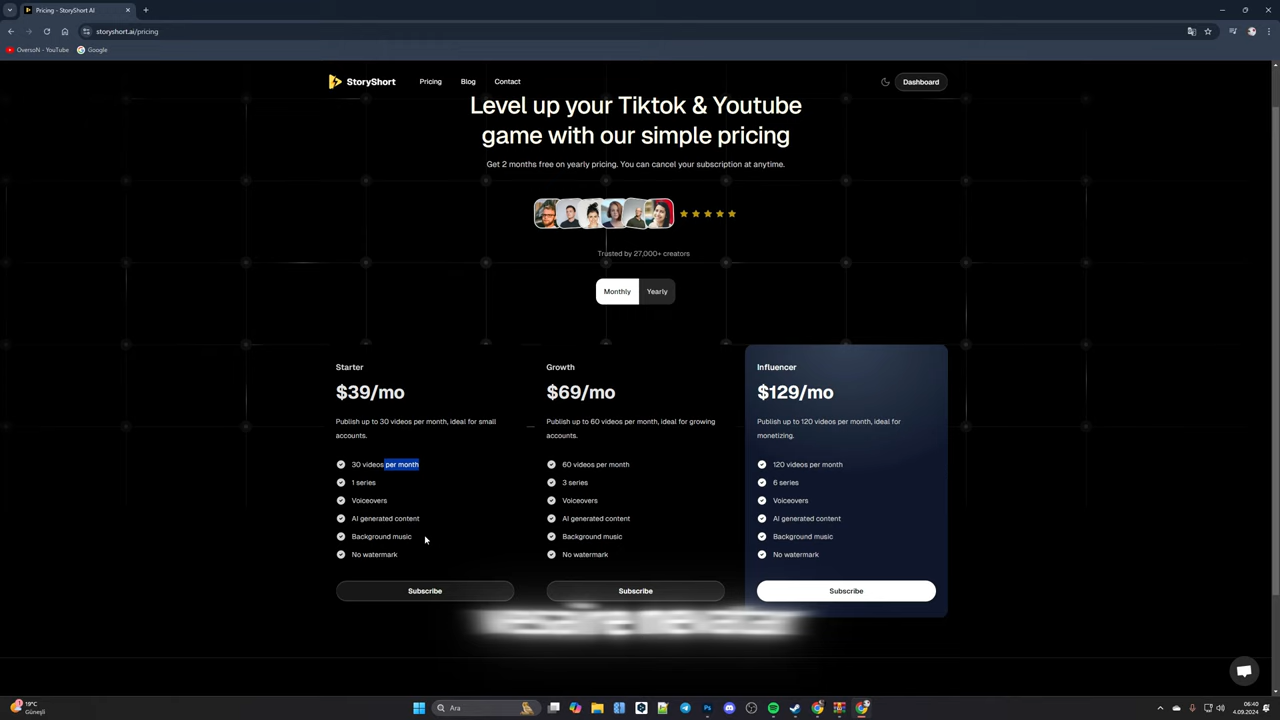 Pricing - StoryShort AI
storyshort.ai/pricing
OversoN - YouTube
Google
StoryShort
Pricing
Blog
Contact
Dashboard
Level up your Tiktok & Youtube
game with our simple pricing
Get 2 months free on yearly pricing. You can cancel your subscription at anytime.
Trusted by 27,000+ creators
Monthly
Yearly
Starter
$39/mo
Publish up to 30 videos per month, ideal for small
accounts.
30 videos per month
1 series
Voiceovers
AI generated content
Background music
No watermark
Subscribe
Growth
$69/mo
Publish up to 60 videos per month, ideal for growing
accounts.
60 videos per month
3 series
Voiceovers
AI generated content
Background music
No watermark
Subscribe
Influencer
$129/mo
Publish up to 120 videos per month, ideal for
monetizing.
120 videos per month
6 series
Voiceovers
AI generated content
Background music
No watermark
Subscribe
19°C
Güneşli
Ara
06:40
4.09.2024